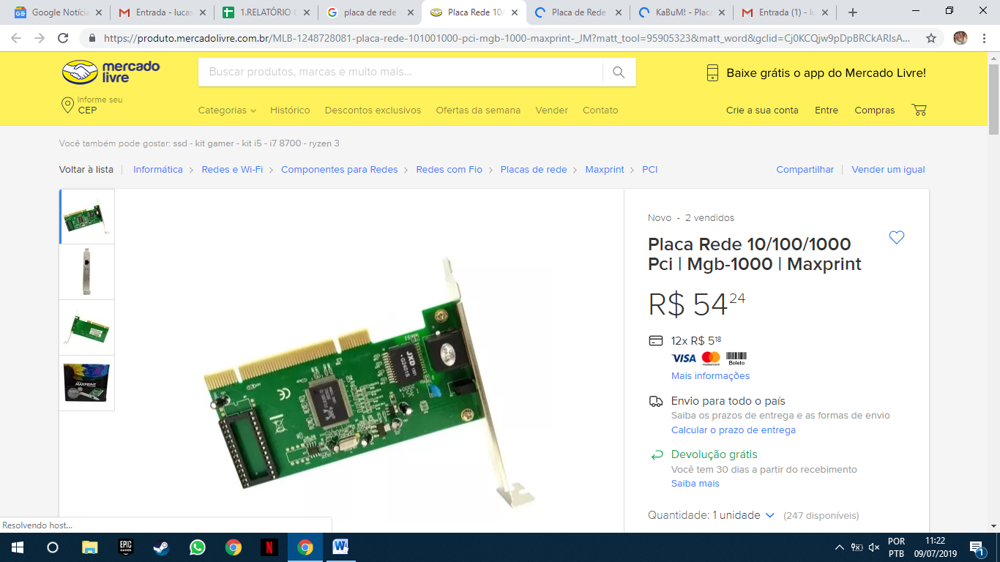 Google Notícia
Entrada - lucas
1.RELATÓRIO C
placa de rede -
Placa Rede 10/
Placa de Rede
KaBuM! - Placa
Entrada (1) - lu
https://produto.mercadolivre.com.br/MLB-1248728081-placa-rede-101001000-pci-mgb-1000-maxprint-_JM?matt_tool=95905323&matt_word&gclid=Cj0KCQjw9pDpBRCkARIsA...
mercado
livre
Buscar produtos, marcas e muito mais...
Baixe grátis o app do Mercado Livre!
Informe seu
CEP
Categorias
Histórico
Descontos exclusivos
Ofertas da semana
Vender
Contato
Crie a sua conta
Entre
Compras
Você também pode gostar: ssd - kit gamer - kit i5 - i7 8700 - ryzen 3
Voltar à lista
Informática
Redes e Wi-Fi
Componentes para Redes
Redes com Fio
Placas de rede
Maxprint
PCI
Compartilhar
Vender um igual
MAXPRINT
JXD
G2401S
CE
Novo - 2 vendidos
Placa Rede 10/100/1000
Pci | Mgb-1000 | Maxprint
R$ 54 24
12x R$ 5 18
VISA
mastercard
Boleto
Mais informações
Envio para todo o país
Saiba os prazos de entrega e as formas de envio
Calcular o prazo de entrega
Devolução grátis
Você tem 30 dias a partir do recebimento
Saiba mais
Quantidade: 1 unidade
(247 disponíveis)
Resolvendo host...
EPIC
GAMES
N
W
POR
PTB
11:22
09/07/2019
1